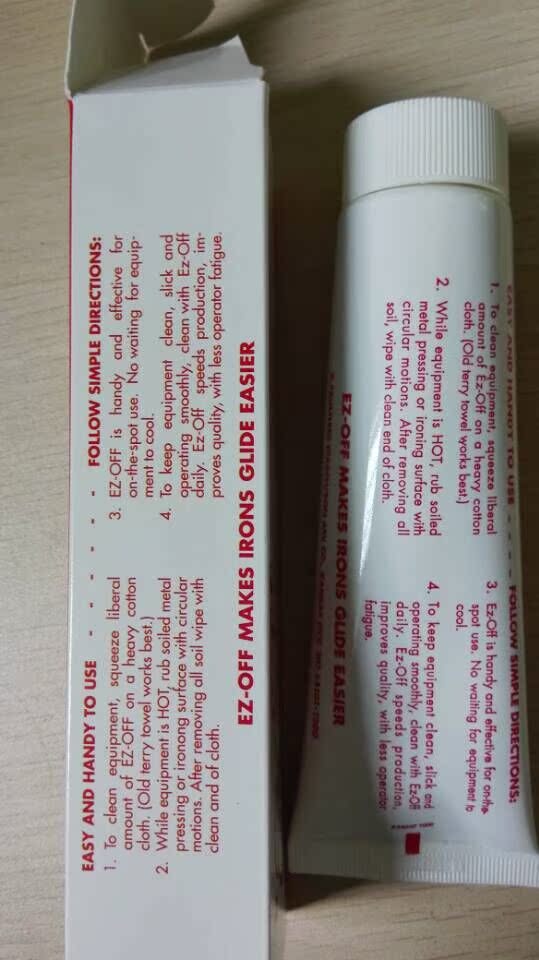 EASY AND HANDY TO USE - - - - - - FOLLOW SIMPLE DIRECTIONS:
1. To clean equipment, squeeze liberal
amount of EZ-OFF on a heavy cotton
cloth. (Old terry towel works best.)
2. While equipment is HOT, rub soiled metal
pressing or ironong surface with circular
motions. After removing all soil wipe with
clean and of cloth.
3. EZ-OFF is handy and effective for
on-the-spot use. No waiting for equip-
ment to cool.
4. To keep equipment clean, slick and
operating smoothly, clean with Ez-Off
daily. Ez-Off speeds production, im-
proves quality, with less operator fatigue.
EZ-OFF MAKES IRONS GLIDE EASIER
EASY AND HANDY TO USE - - - - FOLLOW SIMPLE DIRECTIONS:
1. To clean equipment, squeeze liberal
amount of Ez-Off on a heavy cotton
cloth. (Old terry towel works best.)
2. While equipment is HOT, rub soiled
metal pressing or ironing surface with
circular motions. After removing all
soil, wipe with clean end of cloth.
3. Ez-Off is handy and effective for on-the-
spot use. No waiting for equipment to
cool.
4. To keep equipment clean, slick and
operating smoothly, clean with Ez-Off
daily. Ez-Off speeds production,
improves quality, with less operator
fatigue.
EZ-OFF MAKES IRONS GLIDE EASIER